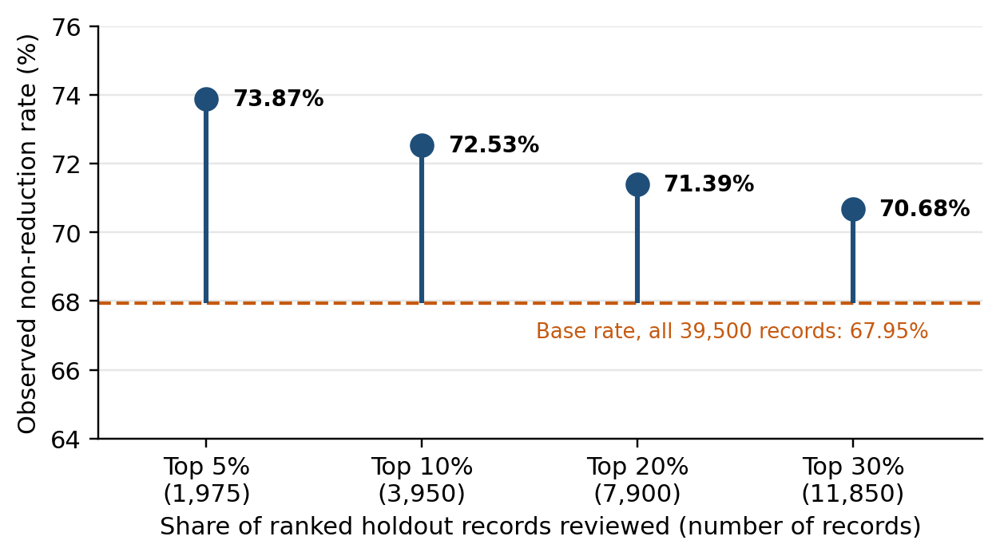 Observed non-reduction rate (%)
76
74
72
70
68
66
64
73.87%
72.53%
71.39%
70.68%
Base rate, all 39,500 records: 67.95%
Top 5%
(1,975)
Top 10%
(3,950)
Top 20%
(7,900)
Top 30%
(11,850)
Share of ranked holdout records reviewed (number of records)